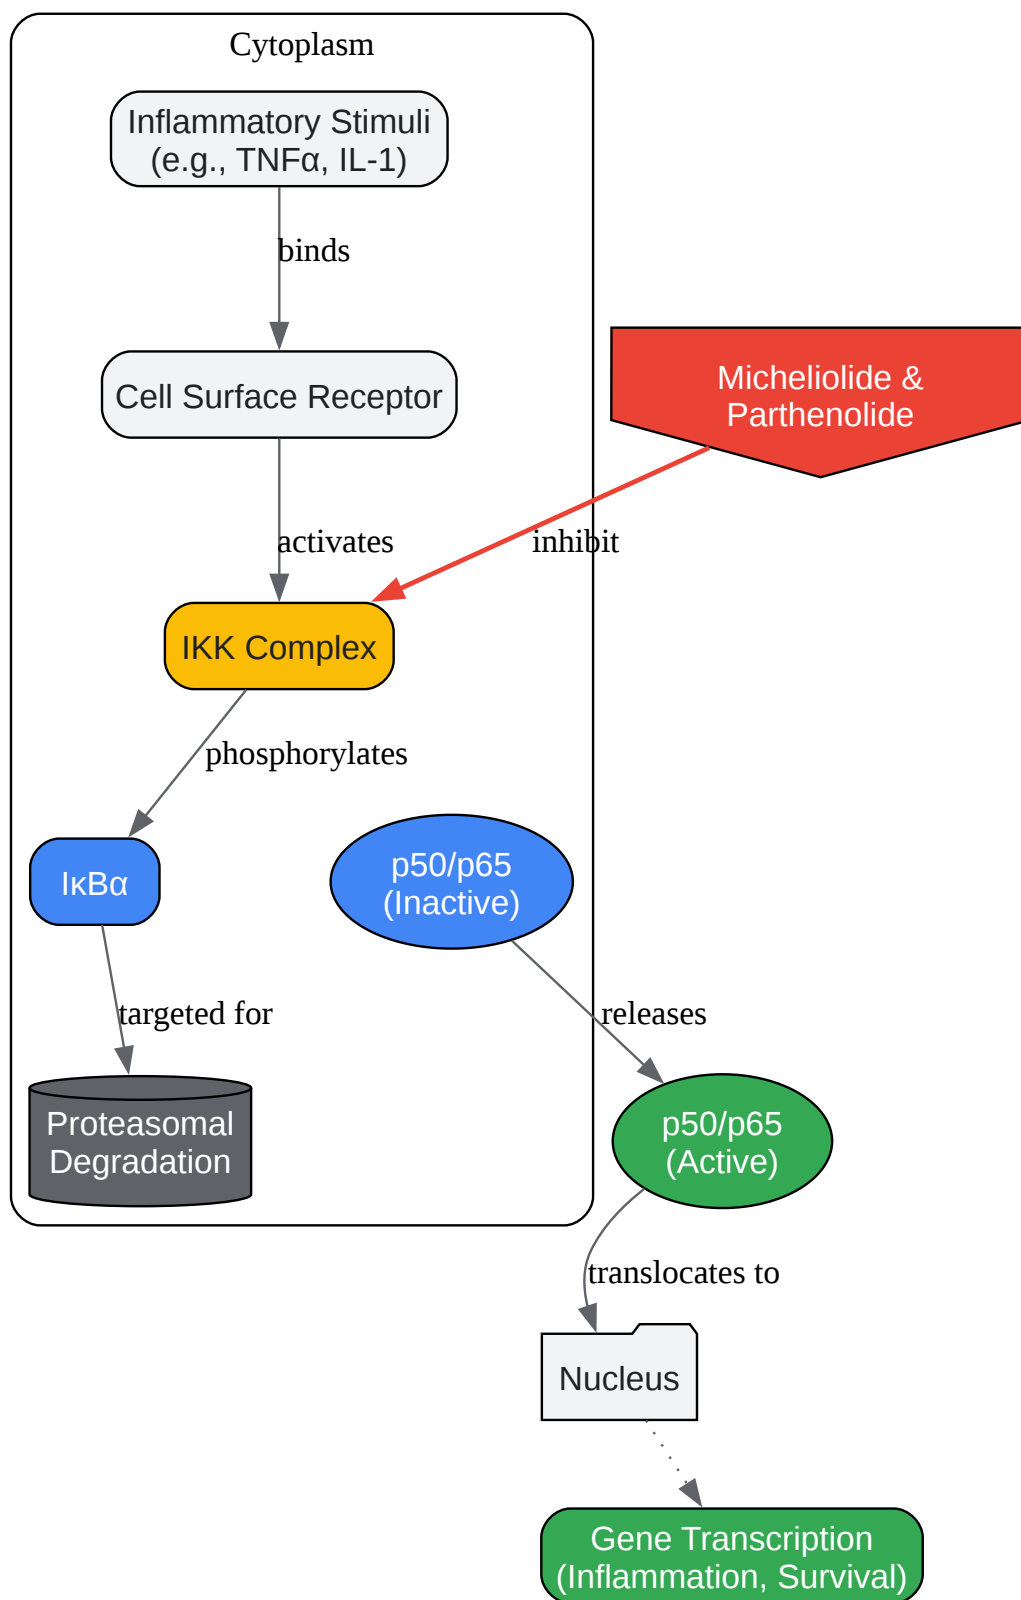 Cytoplasm
Inflammatory Stimuli
(e.g., TNFα, IL-1)
binds
Cell Surface Receptor
Micheliolide &
Parthenolide
activates
inhibit
IKK Complex
phosphorylates
IκBα
p50/p65
(Inactive)
targeted for
releases
Proteasomal
Degradation
p50/p65
(Active)
translocates to
Nucleus
Gene Transcription
(Inflammation, Survival)